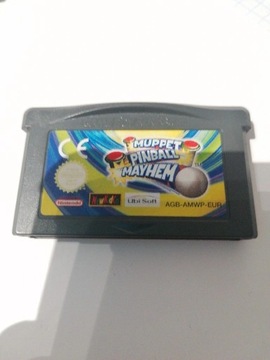 CE
MUPPET
PINBALL
MAYHEM
Nintendo
Ubi Soft
AGB-AMWP-EUR